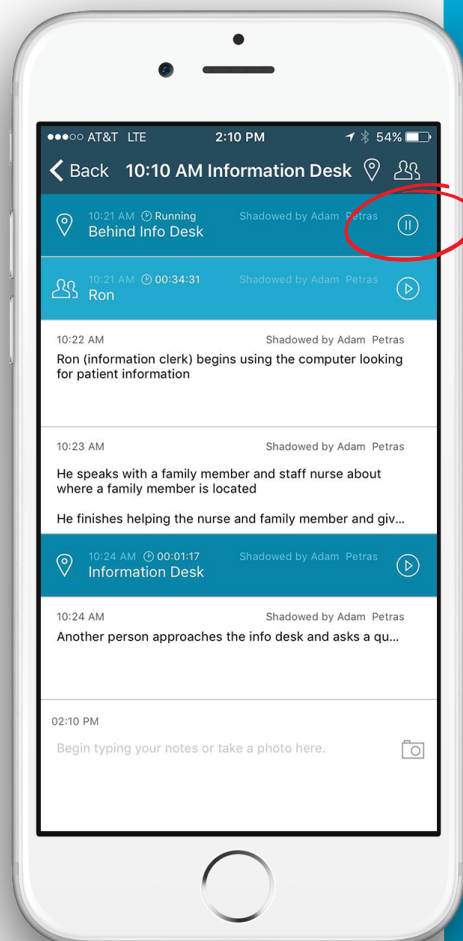 AT&T LTE 2:10 PM 54%
Back 10:10 AM Information Desk
10:21 AM Running Shadowed by Adam Petras
Behind Info Desk
10:21 AM 00:34:31 Shadowed by Adam Petras
Ron
10:22 AM Shadowed by Adam Petras
Ron (information clerk) begins using the computer looking
for patient information
10:23 AM Shadowed by Adam Petras
He speaks with a family member and staff nurse about
where a family member is located
He finishes helping the nurse and family member and giv...
10:24 AM 00:01:17 Shadowed by Adam Petras
Information Desk
10:24 AM Shadowed by Adam Petras
Another person approaches the info desk and asks a qu...
02:10 PM
Begin typing your notes or take a photo here.